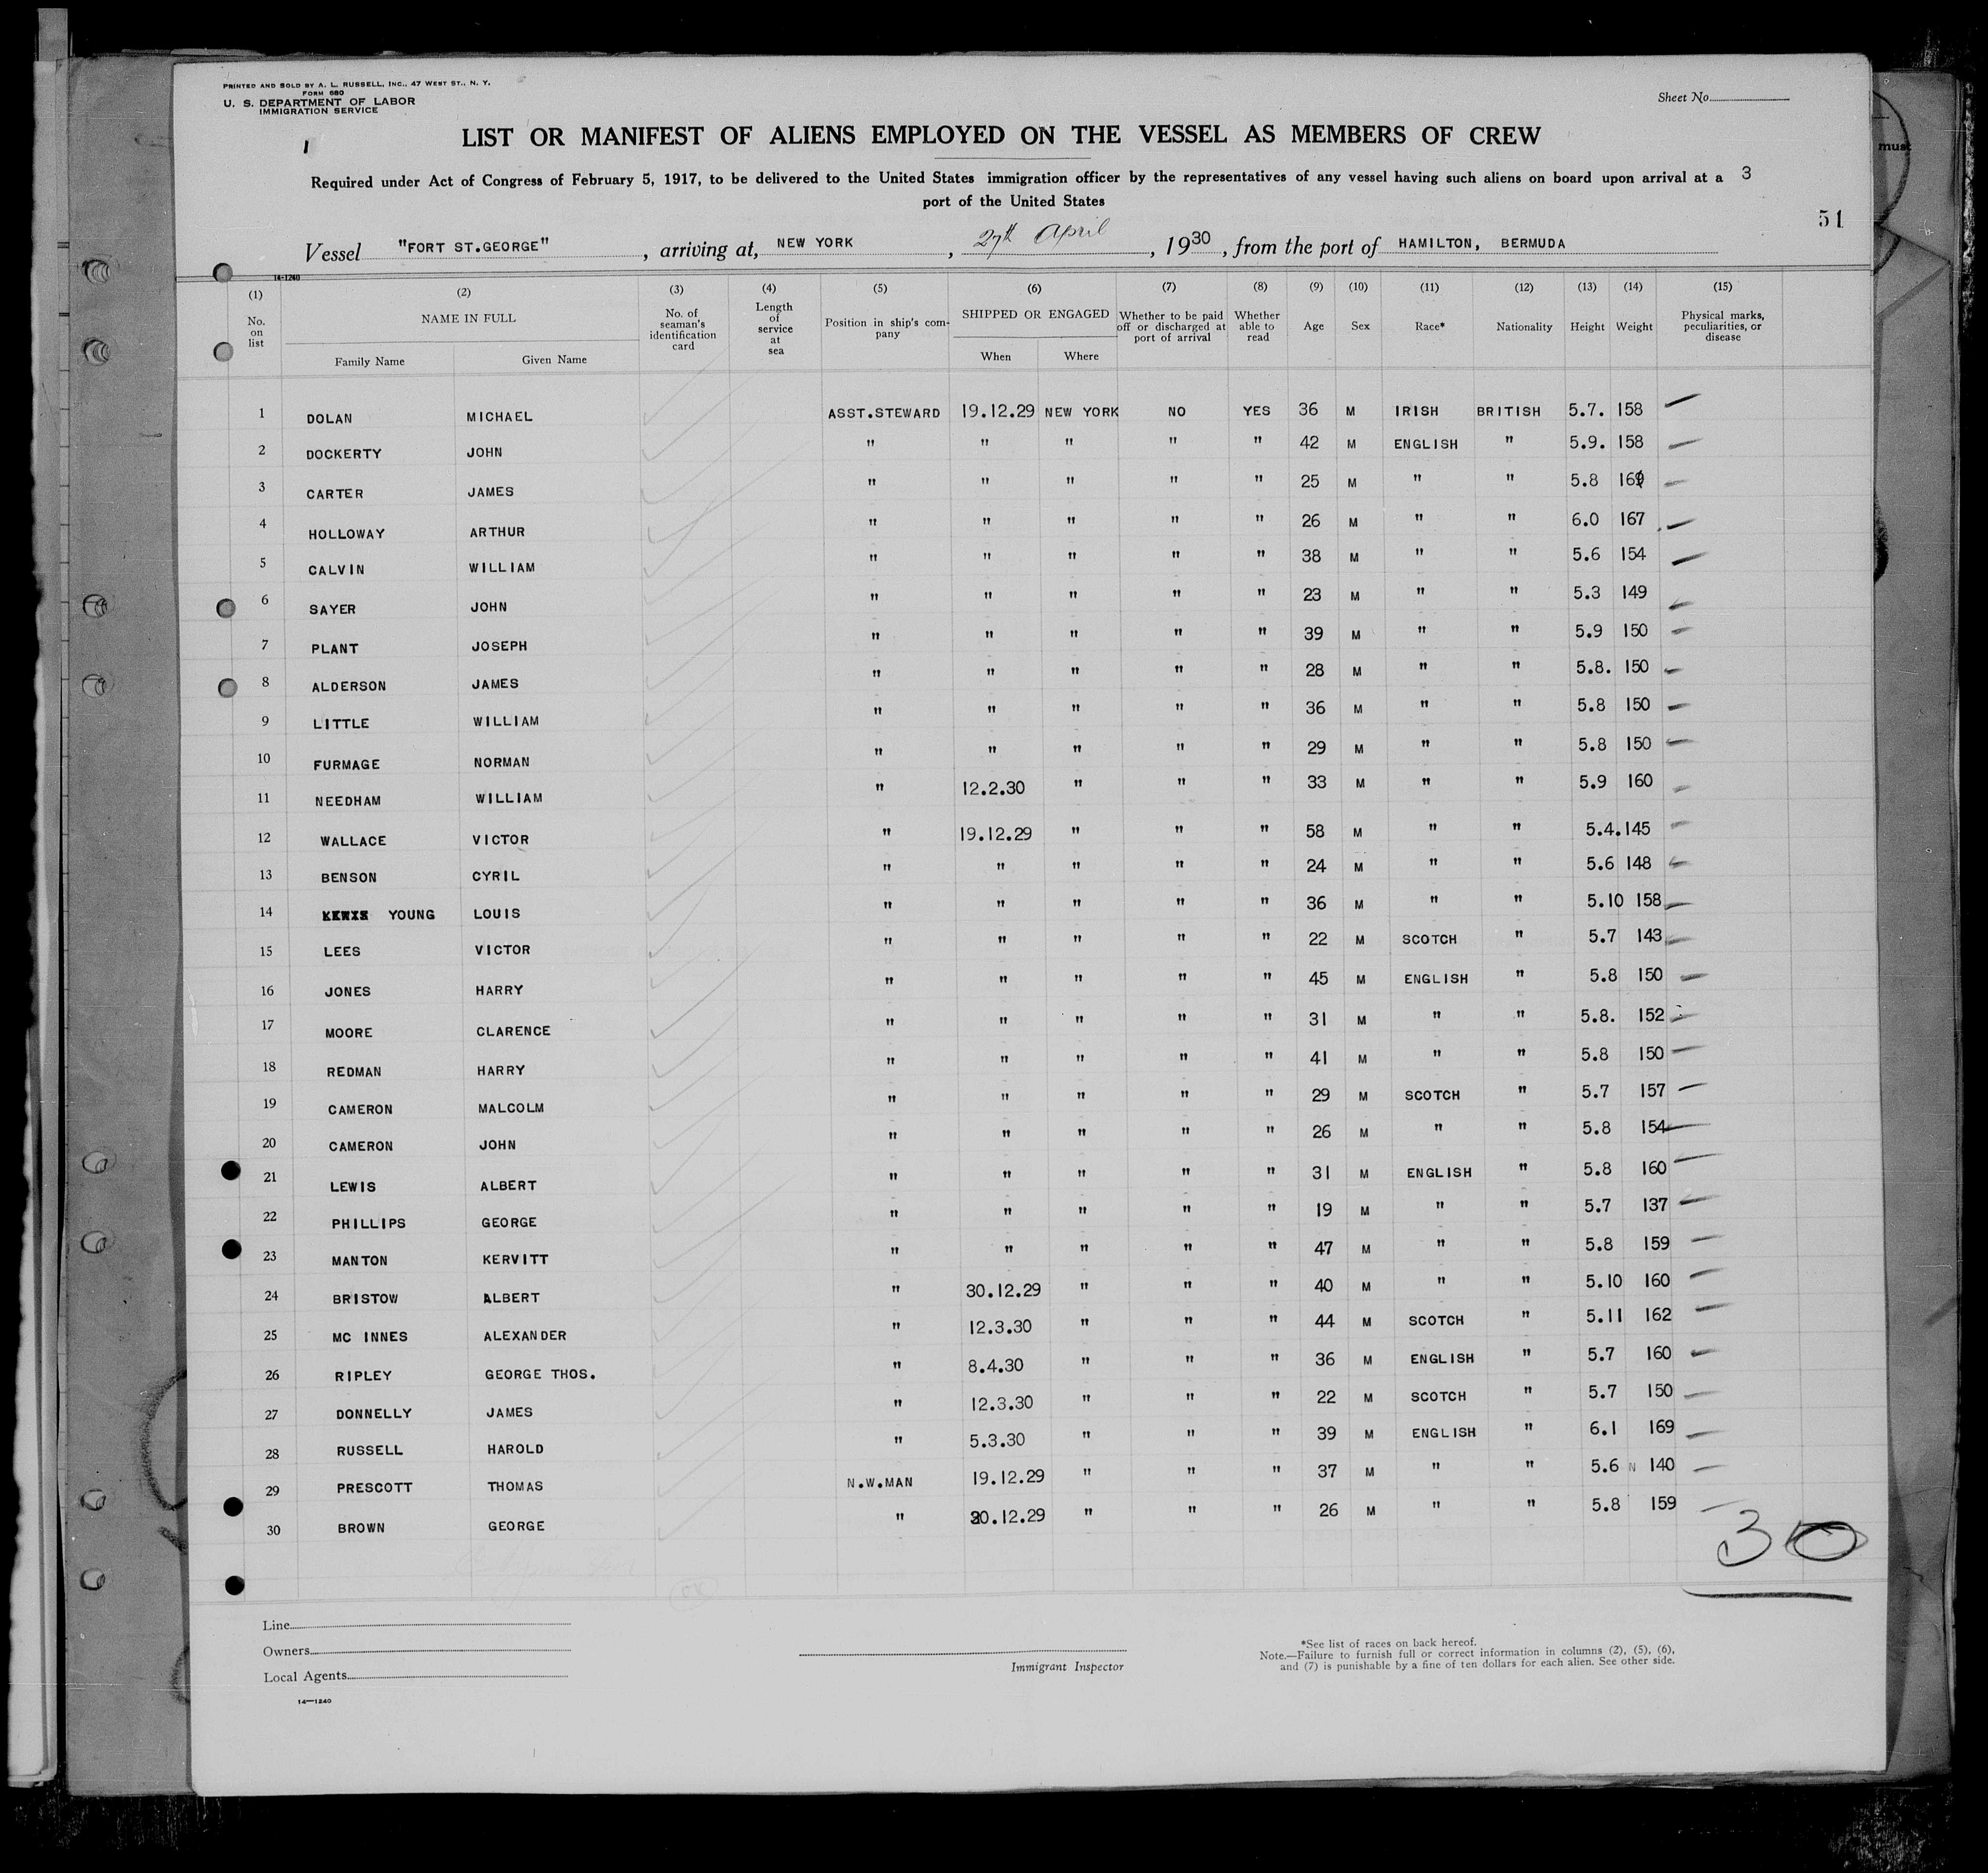 PRINTED AND SOLD BY A. L. RUSSELL, INC., 47 WEST ST., N. Y.
FORM 680
U. S. DEPARTMENT OF LABOR
IMMIGRATION SERVICE
Sheet No.
LIST OR MANIFEST OF ALIENS EMPLOYED ON THE VESSEL AS MEMBERS OF CREW
must
Required under Act of Congress of February 5, 1917, to be delivered to the United States immigration officer by the representatives of any vessel having such aliens on board upon arrival at a 3
port of the United States
51
Vessel "FORT ST.GEORGE", arriving at, NEW YORK, 27th April, 1930, from the port of HAMILTON, BERMUDA
14-1240
(1) No. on list (2) NAME IN FULL Family Name Given Name (3) No. of seaman's identification card (4) Length of service at sea (5) Position in ship's company (6) SHIPPED OR ENGAGED When Where (7) Whether to be paid off or discharged at port of arrival (8) Whether able to read (9) Age (10) Sex (11) Race* (12) Nationality (13) Height (14) Weight (15) Physical marks, peculiarities, or disease
1 DOLAN MICHAEL ASST.STEWARD 19.12.29 NEW YORK NO YES 36 M IRISH BRITISH 5.7. 158
2 DOCKERTY JOHN " " " " " 42 M ENGLISH " 5.9. 158
3 CARTER JAMES " " " " " 25 M " " 5.8
4 HOLLOWAY ARTHUR " " " " " 26 M " " 6.0 167
5 CALVIN WILLIAM " " " " " 38 M " " 5.6 154
6 SAYER JOHN " " " " " 23 M " " 5.3 149
7 PLANT JOSEPH " " " " " 39 M " " 5.9 150
8 ALDERSON JAMES " " " " " 28 M " " 5.8. 150
9 LITTLE WILLIAM " " " " " 36 M " " 5.8 150
10 FURMAGE NORMAN " " " " " 29 M " " 5.8 150
11 NEEDHAM WILLIAM " 12.2.30 " " " 33 M " " 5.9 160
12 WALLACE VICTOR " 19.12.29 " " " 58 M " " 5.4. 145
13 BENSON CYRIL " " " " " 24 M " " 5.6 148
14 YOUNG LOUIS " " " " " 36 M " " 5.10 158
15 LEES VICTOR " " " " " 22 M SCOTCH " 5.7 143
16 JONES HARRY " " " " " 45 M ENGLISH " 5.8 150
17 MOORE CLARENCE " " " " " 31 M " " 5.8. 152
18 REDMAN HARRY " " " " " 41 M " " 5.8 150
19 CAMERON MALCOLM " " " " " 29 M SCOTCH " 5.7 157
20 CAMERON JOHN " " " " " 26 M " " 5.8 154
21 LEWIS ALBERT " " " " " 31 M ENGLISH " 5.8 160
22 PHILLIPS GEORGE " " " " " 19 M " " 5.7 137
23 MANTON KERVITT " " " " " 47 M " " 5.8 159
24 BRISTOW ALBERT " 30.12.29 " " " 40 M " " 5.10 160
25 MC INNES ALEXANDER " 12.3.30 " " " 44 M SCOTCH " 5.11 162
26 RIPLEY GEORGE THOS. " 8.4.30 " " " 36 M ENGLISH " 5.7 160
27 DONNELLY JAMES " 12.3.30 " " " 22 M SCOTCH " 5.7 150
28 RUSSELL HAROLD " 5.3.30 " " " 39 M ENGLISH " 6.1 169
29 PRESCOTT THOMAS N.W.MAN 19.12.29 " " " 37 M " " 5.6 N 140
30 BROWN GEORGE " " " " 26 M " " 5.8 159
30
Line
Owners
Local Agents
14—1240
Immigrant Inspector
*See list of races on back hereof.
Note.—Failure to furnish full or correct information in columns (2), (5), (6),
and (7) is punishable by a fine of ten dollars for each alien. See other side.